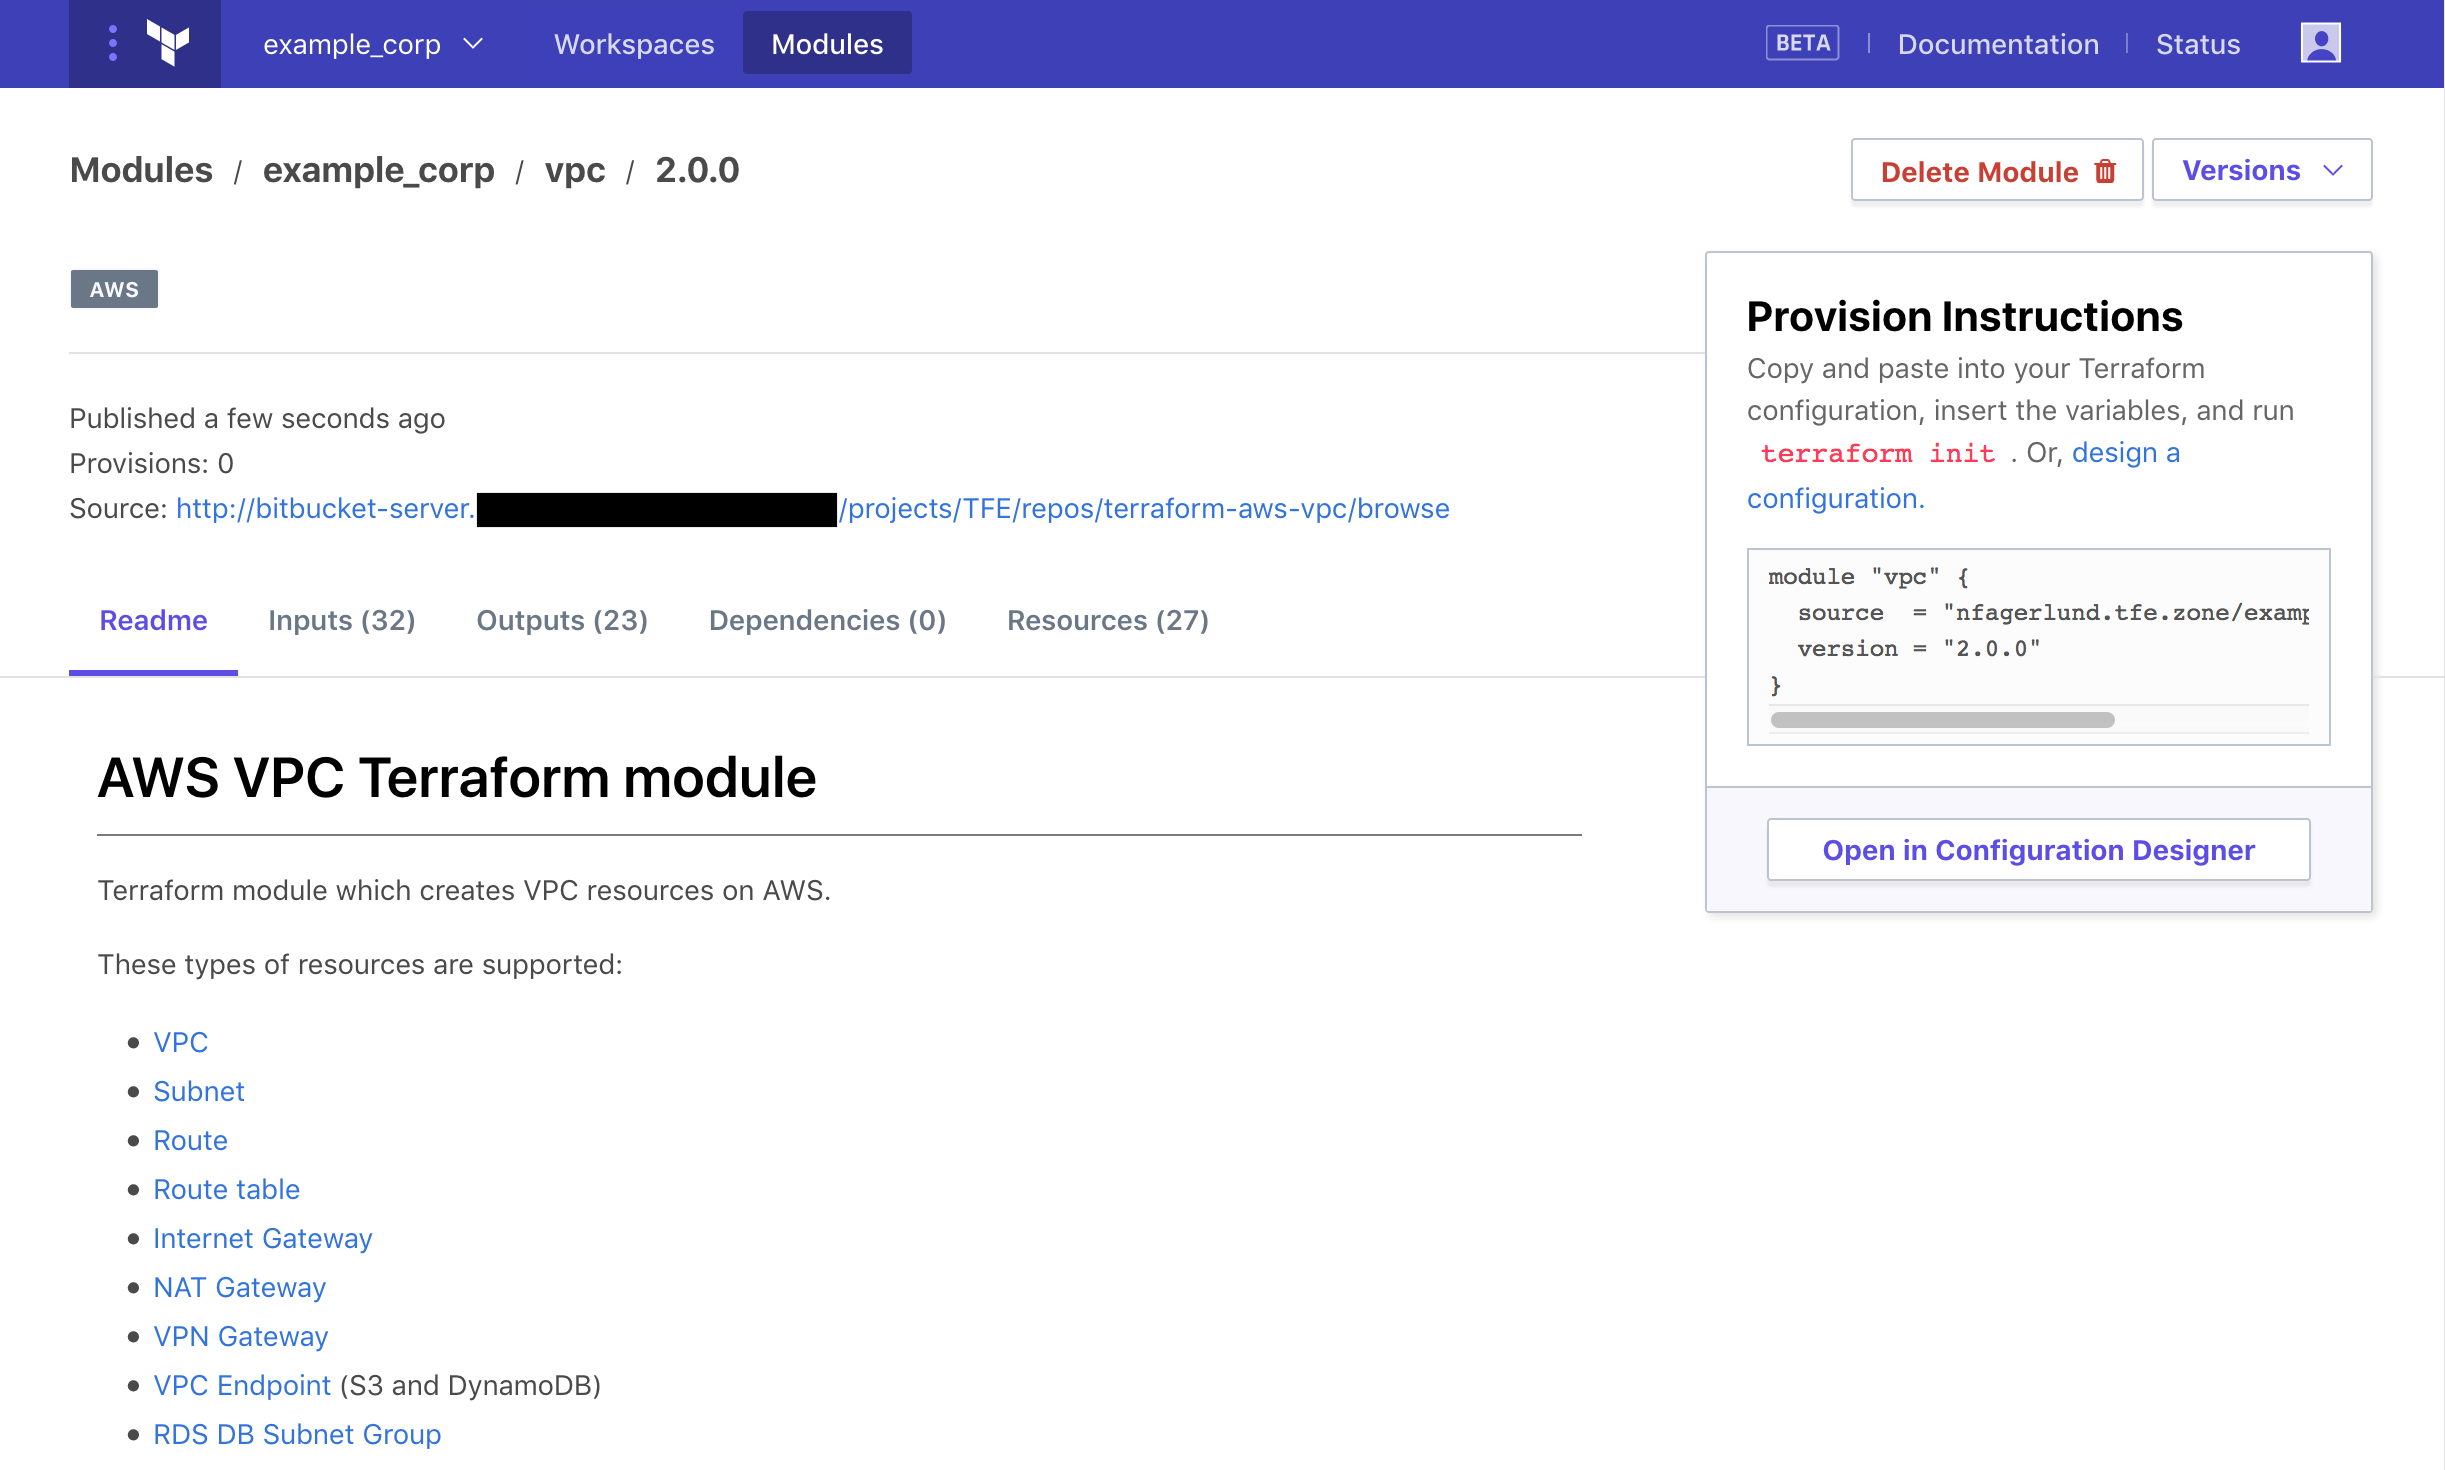 example_corp
Workspaces
Modules
BETA
Documentation
Status
Modules / example_corp / vpc / 2.0.0
Delete Module
Versions
AWS
Published a few seconds ago
Provisions: 0
Source: http://bitbucket-server. /projects/TFE/repos/terraform-aws-vpc/browse
Provision Instructions
Copy and paste into your Terraform
configuration, insert the variables, and run
terraform init . Or, design a
configuration.
module "vpc" {
source = "nfagerlund.tfe.zone/examp
version = "2.0.0"
}
Open in Configuration Designer
Readme
Inputs (32)
Outputs (23)
Dependencies (0)
Resources (27)
AWS VPC Terraform module
Terraform module which creates VPC resources on AWS.
These types of resources are supported:
VPC
Subnet
Route
Route table
Internet Gateway
NAT Gateway
VPN Gateway
VPC Endpoint (S3 and DynamoDB)
RDS DB Subnet Group